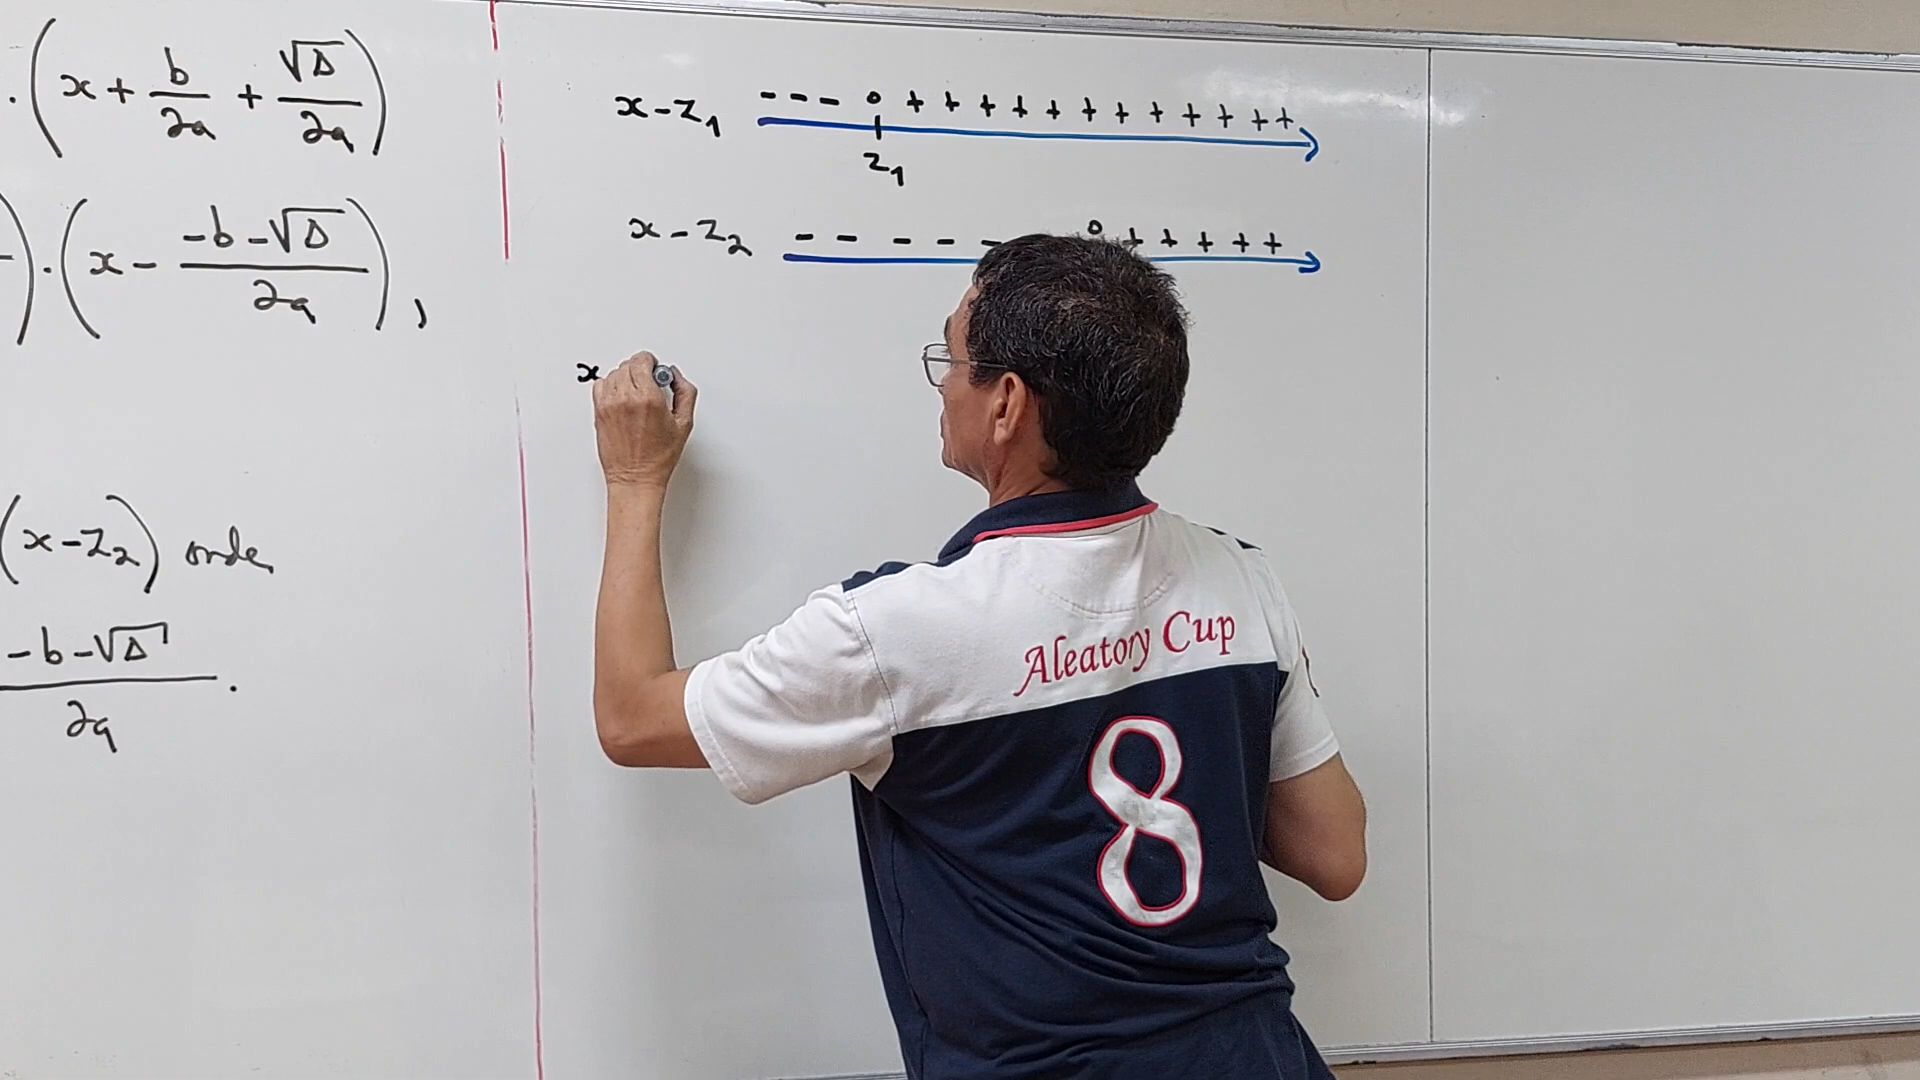 . (x + b/2a + √Δ/2a)
) . (x - -b-√Δ/2a) ,
(x-z₂) onde,
-b-√Δ/2a .
x-z₁ - - - o + + + + + + + + + + + +
z₁
x-z₂ - - - - - o + + + + +
x
Aleatory Cup
8